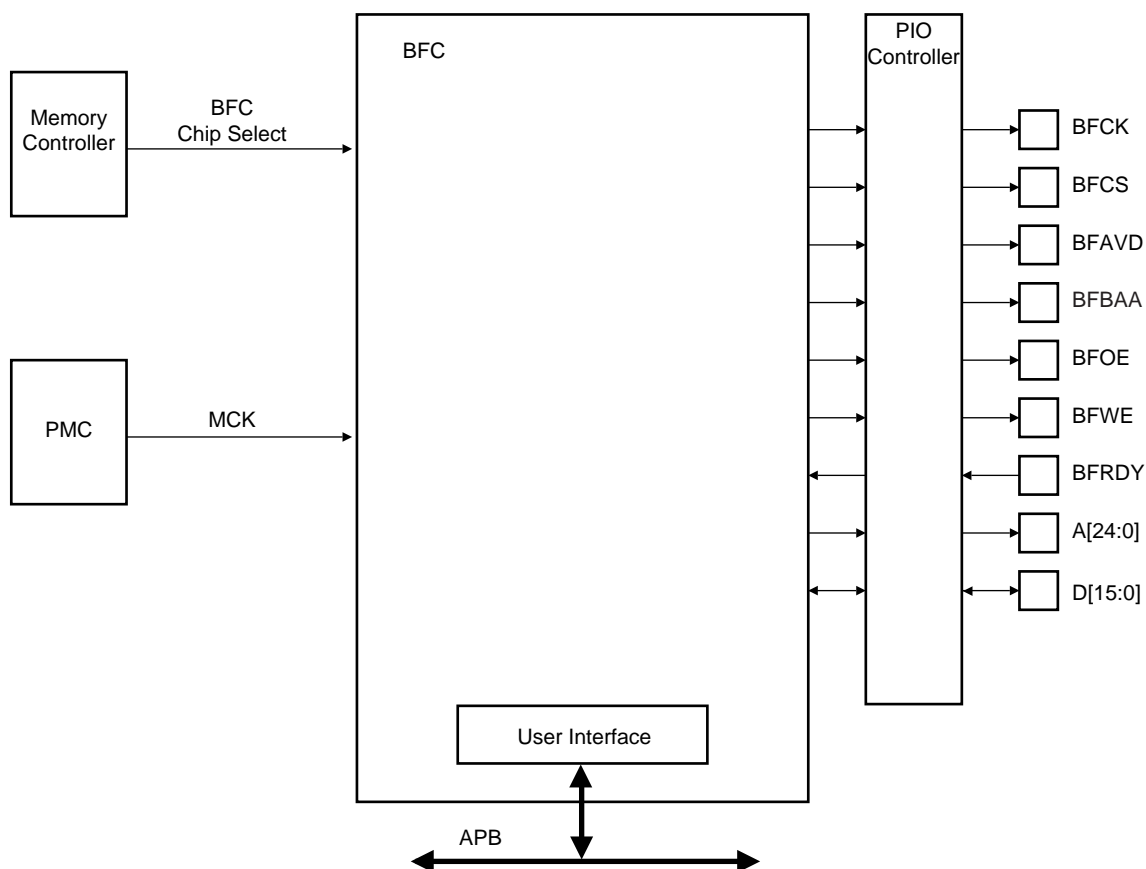 Memory
Controller
BFC
Chip Select
PMC
MCK
BFC
User Interface
APB
PIO
Controller
BFCK
BFCS
BFAVD
BFBAA
BFOE
BFWE
BFRDY
A[24:0]
D[15:0]